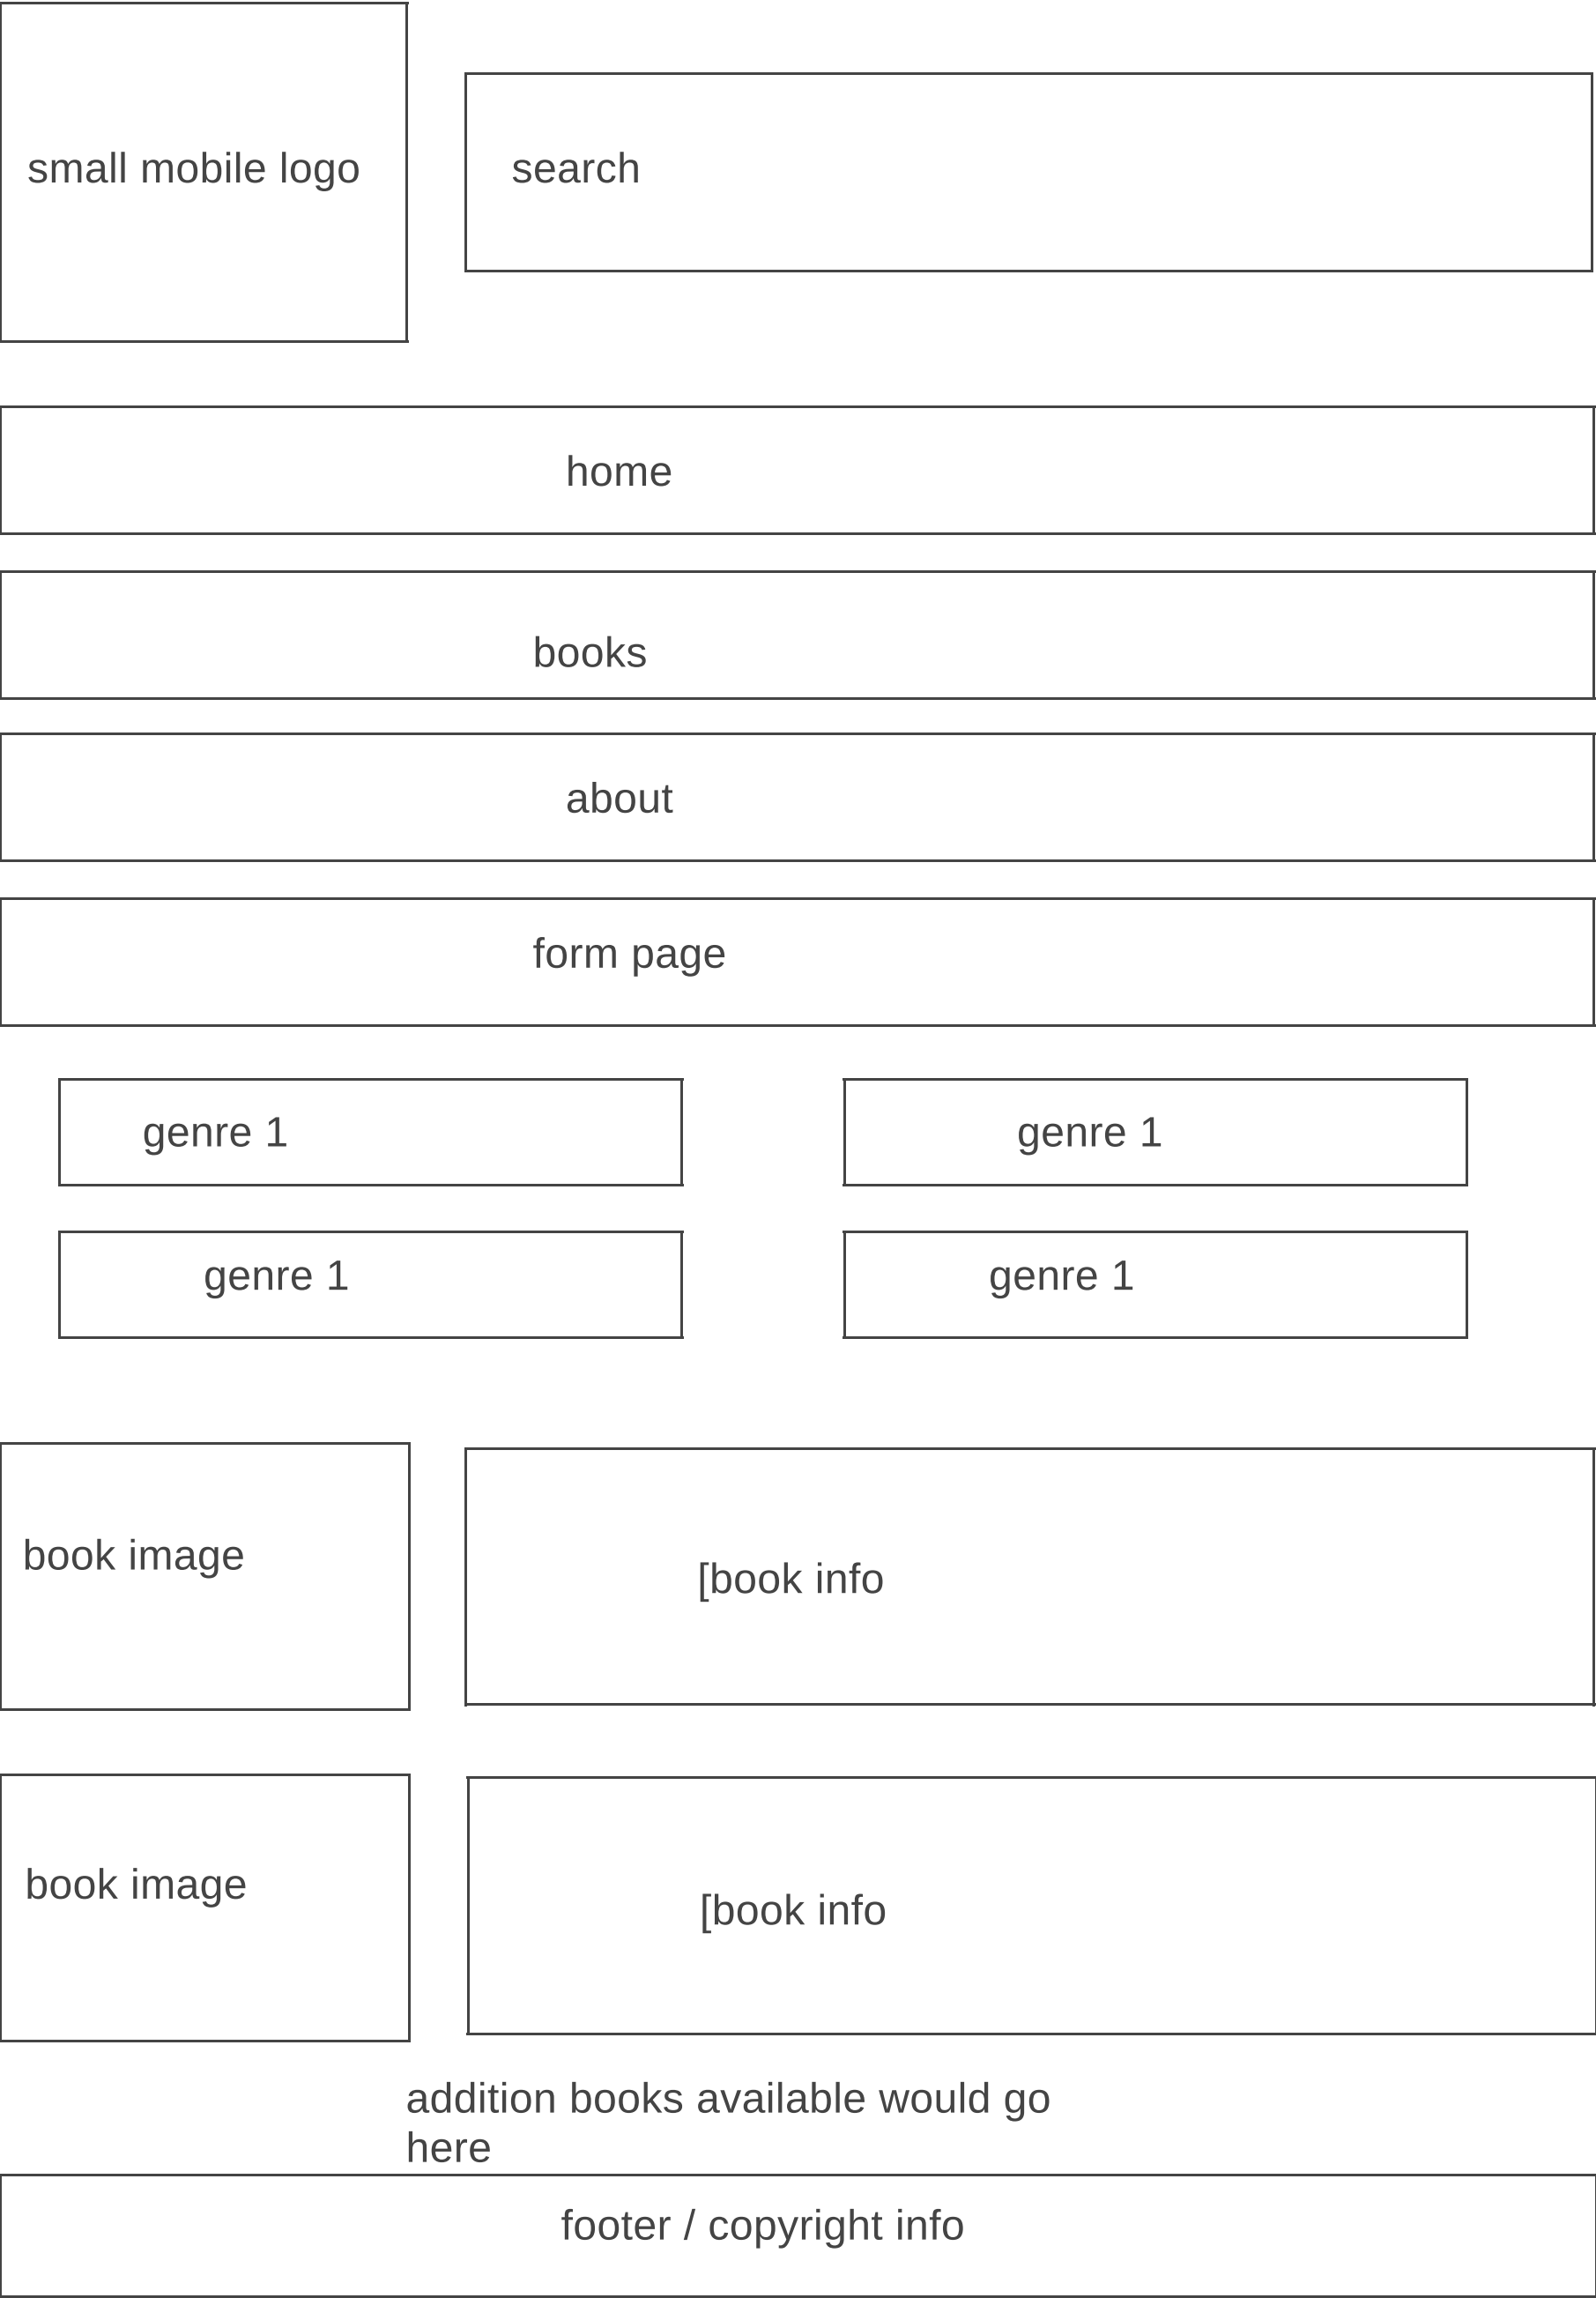 small mobile logo
search
home
books
about
form page
genre 1
genre 1
genre 1
genre 1
book image
[book info
book image
[book info
addition books available would go
here
footer / copyright info